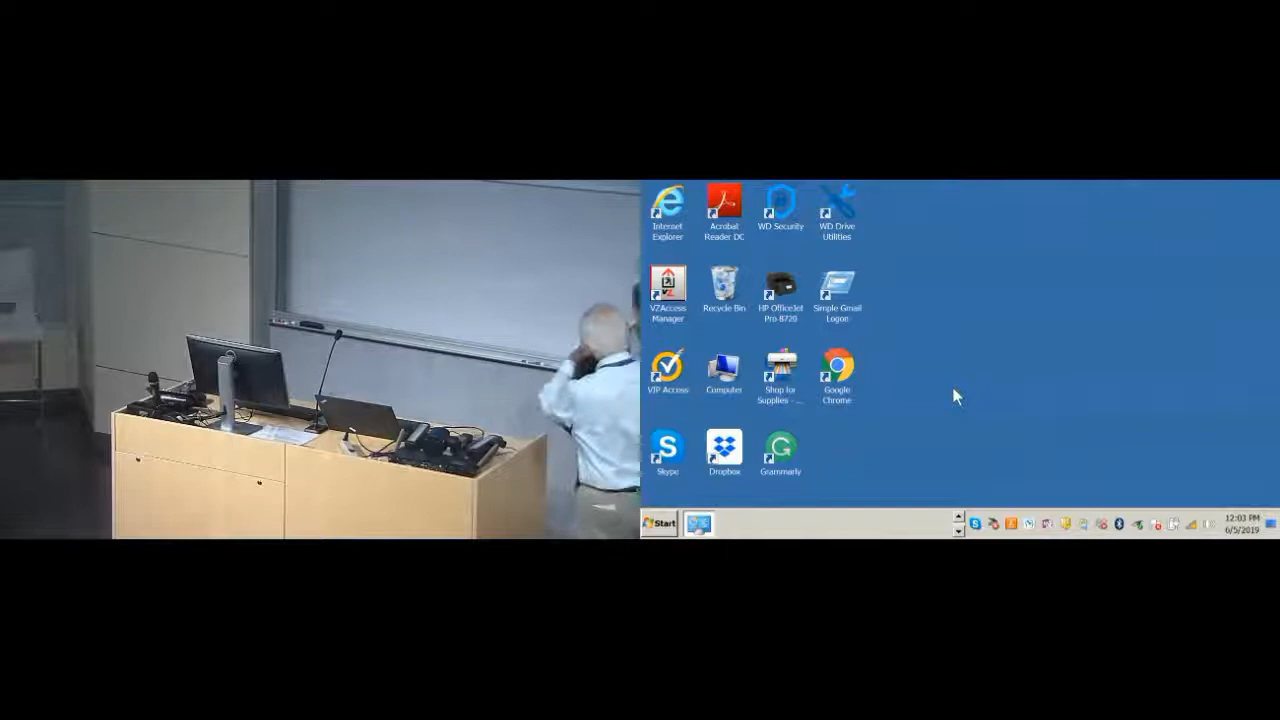 Internet
Explorer
Acrobat
Reader DC
WD Security
WD Drive
Utilities
VZAccess
Manager
Recycle Bin
HP OfficeJet
Pro 8720
Simple Gmail
Logon
VIP Access
Computer
Shop for
Supplies - ...
Google
Chrome
Skype
Dropbox
Grammarly
Start
12:03 PM
6/5/2019